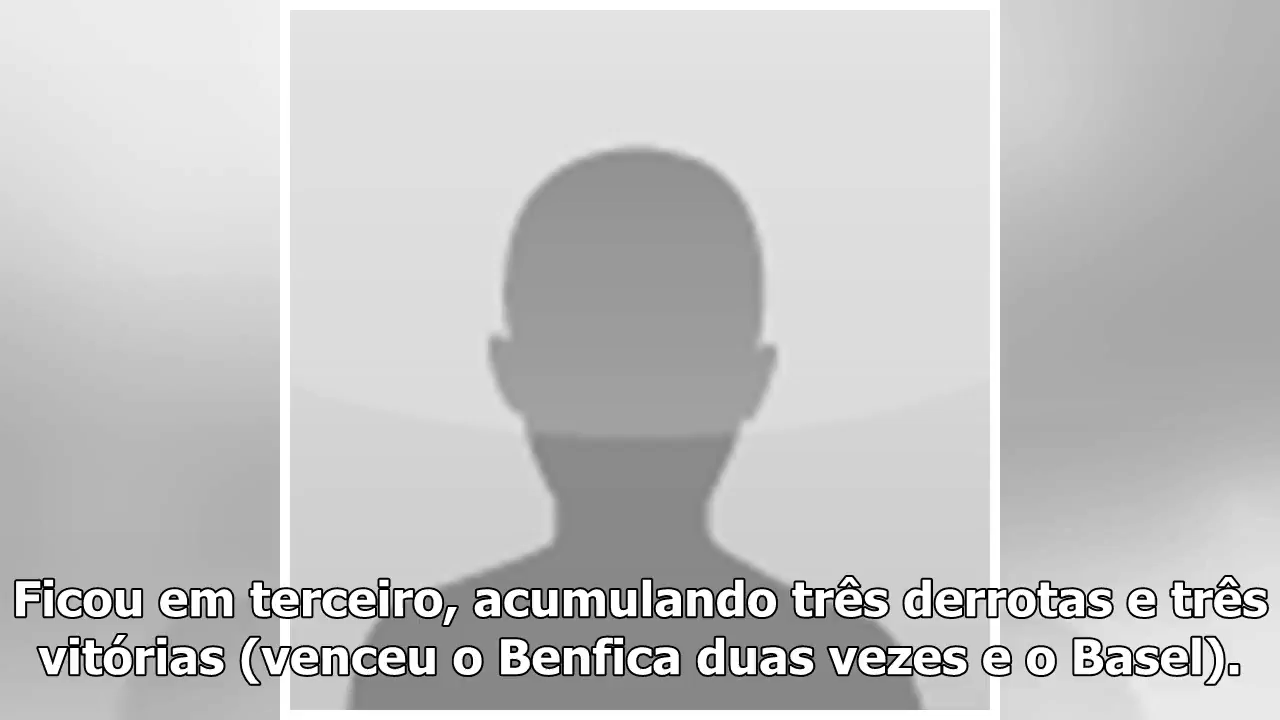 Ficou em terceiro, acumulando três derrotas e três
vitórias (venceu o Benfica duas vezes e o Basel).